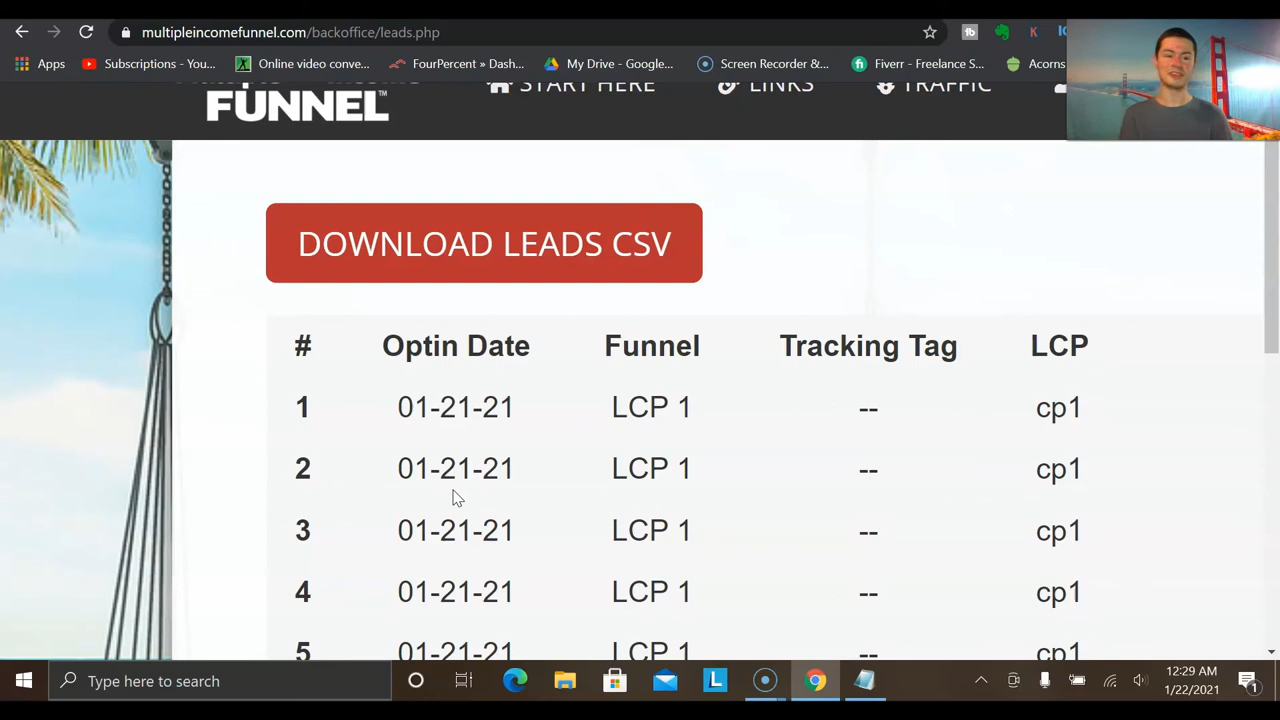 multipleincomefunnel.com/backoffice/leads.php
Apps Subscriptions - You... Online video conve... FourPercent » Dash... My Drive - Google... Screen Recorder &... Fiverr - Freelance S... Acorns
START HERE LINKS TRAFFIC
FUNNEL™
DOWNLOAD LEADS CSV
# Optin Date Funnel Tracking Tag LCP
1 01-21-21 LCP 1 -- cp1
2 01-21-21 LCP 1 -- cp1
3 01-21-21 LCP 1 -- cp1
4 01-21-21 LCP 1 -- cp1
5 01-21-21 LCP 1 -- cp1
Type here to search
12:29 AM
1/22/2021
1